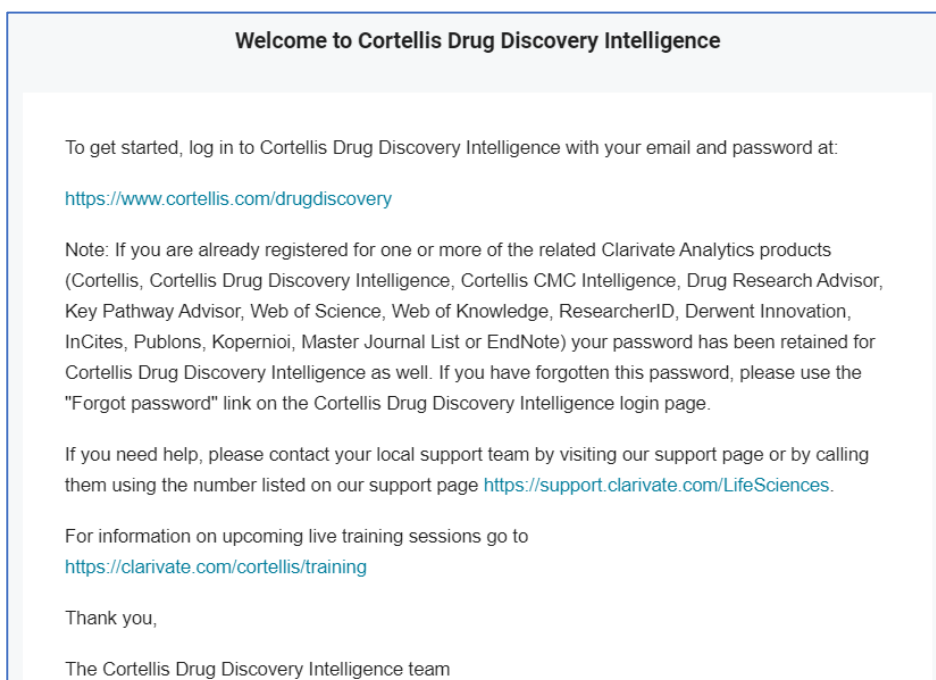 Welcome to Cortellis Drug Discovery Intelligence
To get started, log in to Cortellis Drug Discovery Intelligence with your email and password at:
https://www.cortellis.com/drugdiscovery
Note: If you are already registered for one or more of the related Clarivate Analytics products
(Cortellis, Cortellis Drug Discovery Intelligence, Cortellis CMC Intelligence, Drug Research Advisor,
Key Pathway Advisor, Web of Science, Web of Knowledge, ResearcherID, Derwent Innovation,
InCites, Publons, Kopernioi, Master Journal List or EndNote) your password has been retained for
Cortellis Drug Discovery Intelligence as well. If you have forgotten this password, please use the
"Forgot password" link on the Cortellis Drug Discovery Intelligence login page.
If you need help, please contact your local support team by visiting our support page or by calling
them using the number listed on our support page https://support.clarivate.com/LifeSciences.
For information on upcoming live training sessions go to
https://clarivate.com/cortellis/training
Thank you,
The Cortellis Drug Discovery Intelligence team